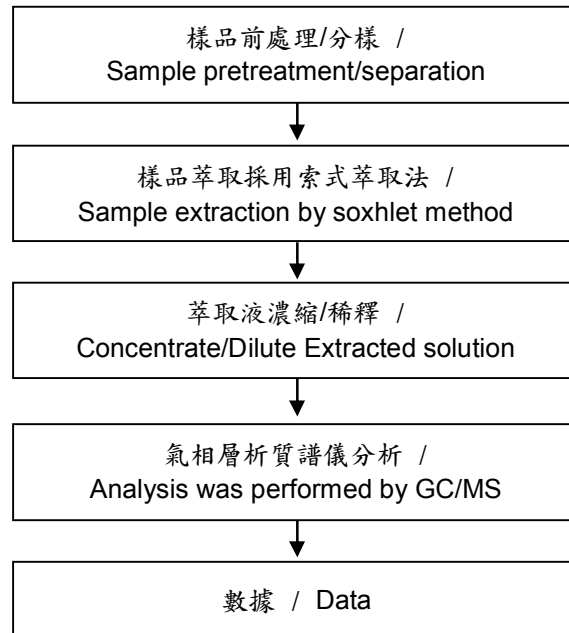 樣品前處理/分樣 /
Sample pretreatment/separation
樣品萃取採用索式萃取法 /
Sample extraction by soxhlet method
萃取液濃縮/稀釋 /
Concentrate/Dilute Extracted solution
氣相層析質譜儀分析 /
Analysis was performed by GC/MS
數據 / Data